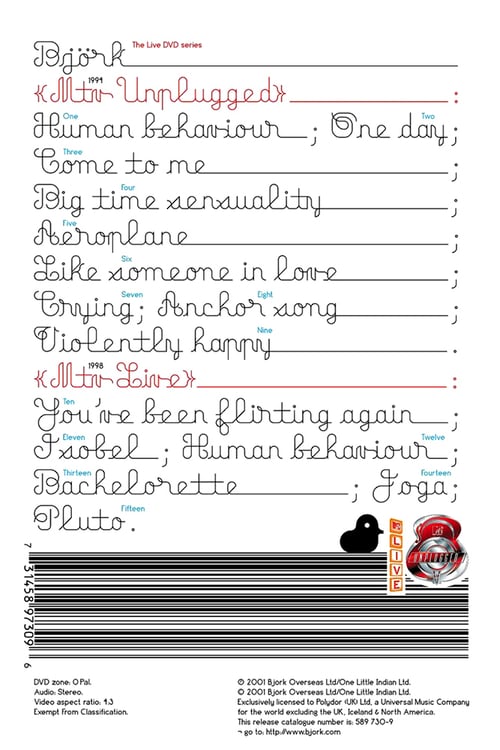 Björk The Live DVD series
1994
«Mtv Unplugged» :
One Two
Human behaviour ; One day;
Three
Come to me ;
Four
Big time sensuality ;
Five
Aeroplane ;
Six
Like someone in love ;
Seven Eight
Crying; Anchor song ;
Nine
Violently happy .
1998
«Mtv Live» :
Ten
You've been flirting again ;
Eleven Twelve
Isobel ; Human behaviour ;
Thirteen Fourteen
Bachelorette ; Joga;
Fifteen
Pluto.
LIVE
7 31458 97309 6
DVD zone: 0 Pal.
Audio: Stereo.
Video aspect ratio: 4.3
Exempt From Classification.
℗ 2001 Bjork Overseas Ltd/One Little Indian Ltd.
© 2001 Bjork Overseas Ltd/One Little Indian Ltd.
Exclusively licensed to Polydor (UK) Ltd, a Universal Music Company
for the world excluding the UK, Iceland & North America.
This release catalogue number is: 589 730-9
¬ go to: http://www.bjork.com